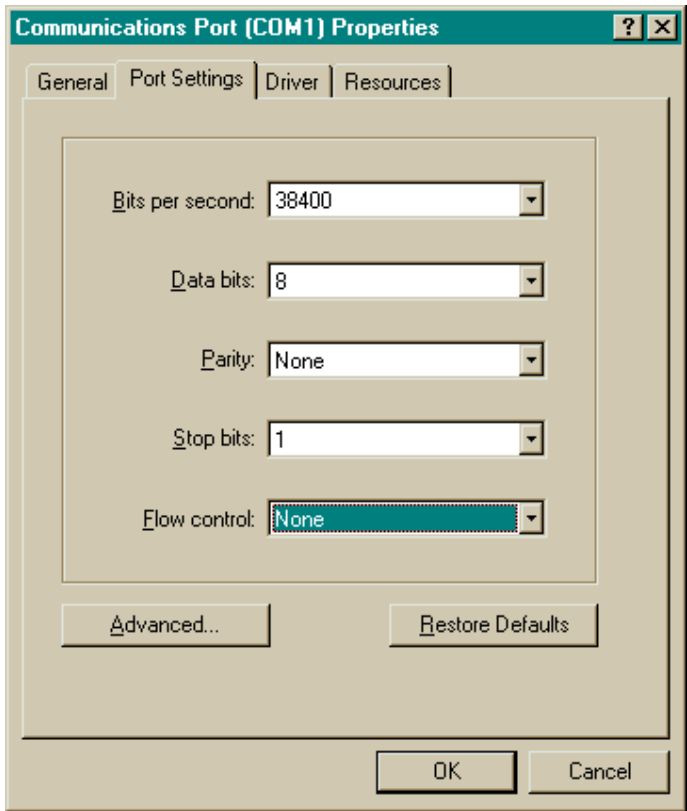 Communications Port (COM1) Properties
General Port Settings Driver Resources
Bits per second: 38400
Data bits: 8
Parity: None
Stop bits: 1
Flow control: None
Advanced... Restore Defaults
OK Cancel